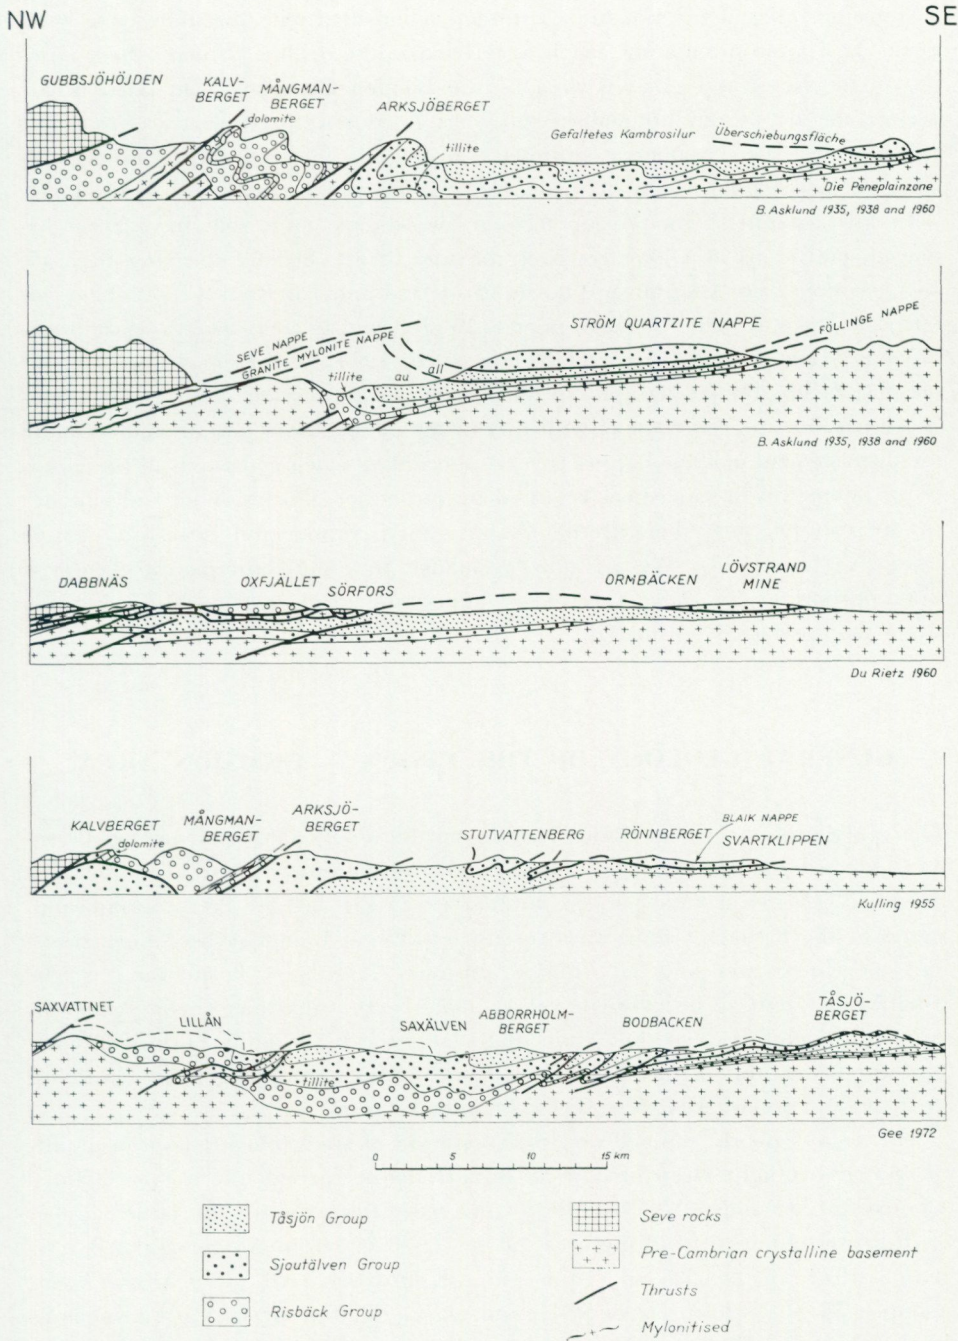 NW
SE
GUBBSJÖHÖJDEN
KALV-
BERGET
MÅNGMAN-
BERGET
dolomite
ARKSJÖBERGET
tillite
Gefaltetes Kambrosilur
Überschiebungsfläche
Die Peneplainzone
B. Asklund 1935, 1938 and 1960
SEVE NAPPE
GRANITE MYLONITE NAPPE
STRÖM QUARTZITE NAPPE
FÖLLINGE NAPPE
tillite
au
all
B. Asklund 1935, 1938 and 1960
DABBNÄS
OXFJÄLLET
SÖRFORS
ORMBÄCKEN
LÖVSTRAND
MINE
Du Rietz 1960
KALVBERGET
dolomite
MÅNGMAN-
BERGET
ARKSJÖ-
BERGET
STUTVATTENBERG
RÖNNBERGET
BLAIK NAPPE
SVARTKLIPPEN
Kulling 1955
SAXVATTNET
LILLÅN
SAXÄLVEN
ABBORRHOLM-
BERGET
BODBACKEN
TÅSJÖ-
BERGET
tillite
Gee 1972
0 5 10 15 km
Tåsjön Group
Sjoutälven Group
Risbäck Group
Seve rocks
Pre-Cambrian crystalline basement
Thrusts
Mylonitised